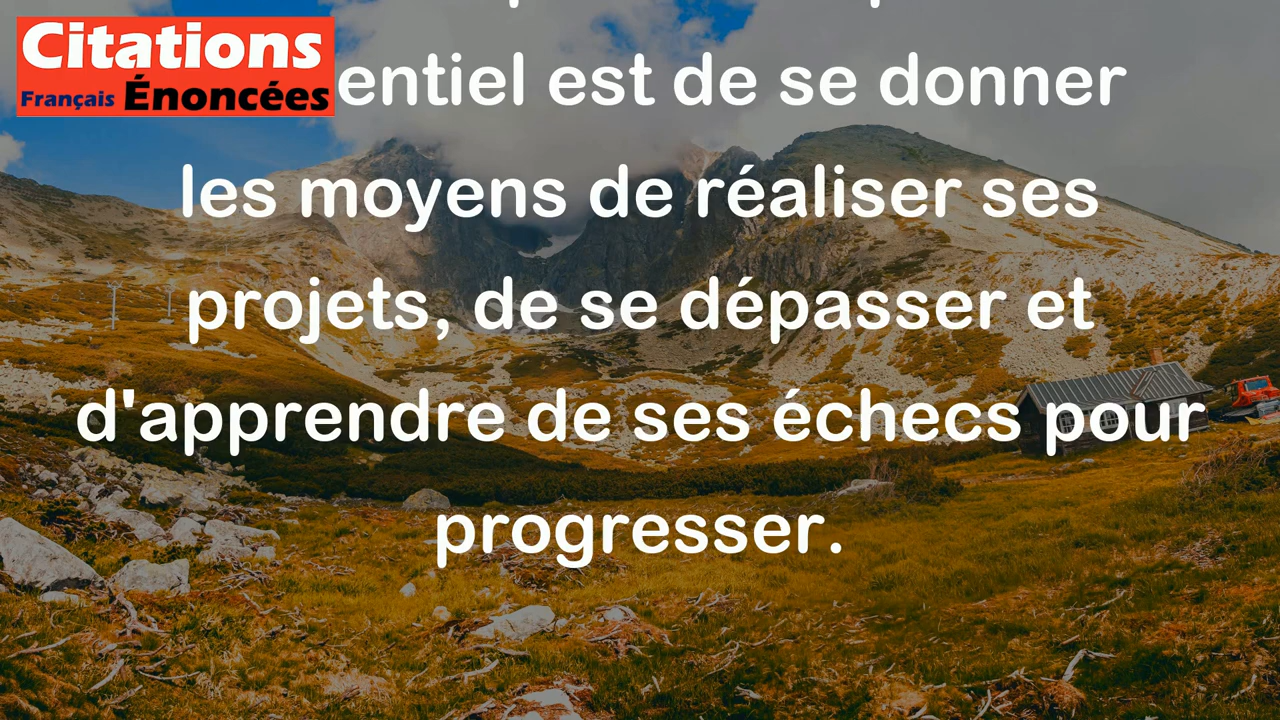 Citations
Français Énoncées
entiel est de se donner
les moyens de réaliser ses
projets, de se dépasser et
d'apprendre de ses échecs pour
progresser.